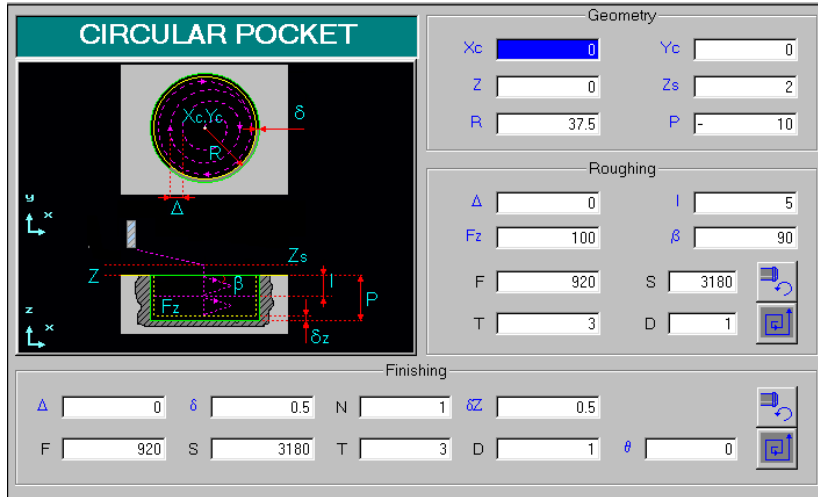 CIRCULAR POCKET
Xc,Yc
δ
R
Δ
y
x
Z
Zs
β
I
P
Fz
δz
z
x
Geometry
Xc 0 Yc 0
Z 0 Zs 2
R 37.5 P - 10
Roughing
Δ 0 I 5
Fz 100 β 90
F 920 S 3180
T 3 D 1
Finishing
Δ 0 δ 0.5 N 1 δZ 0.5
F 920 S 3180 T 3 D 1 θ 0